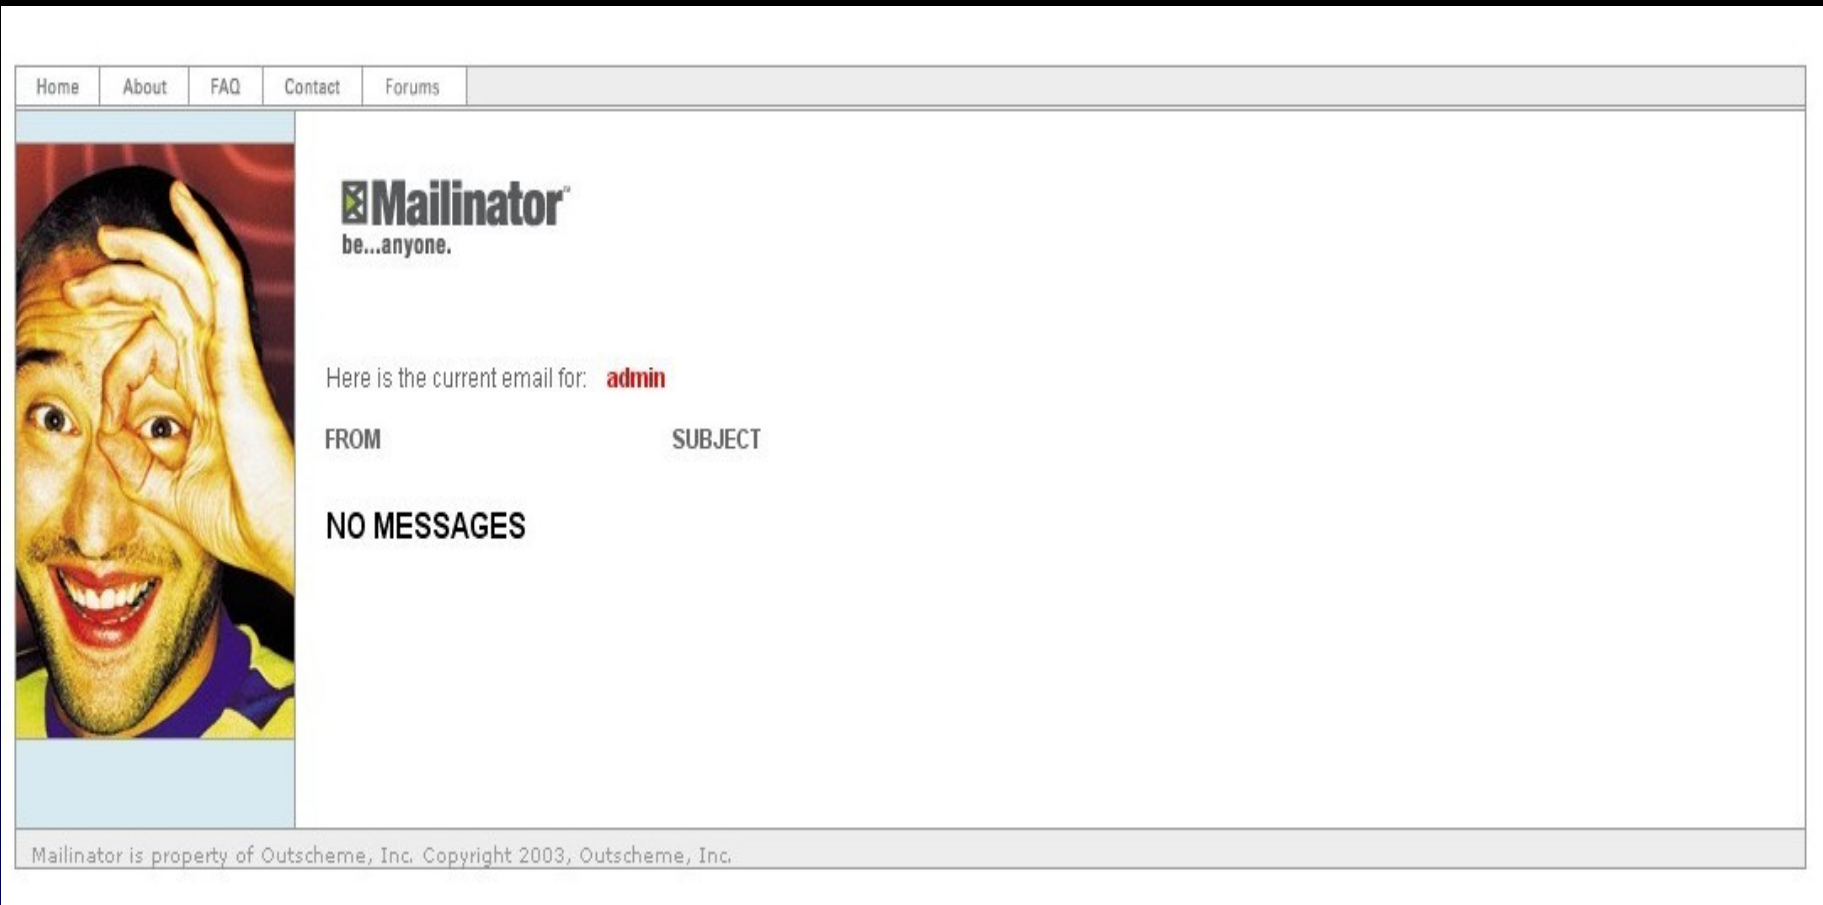 Home About FAQ Contact Forums
Mailinator™
be...anyone.
Here is the current email for: admin
FROM SUBJECT
NO MESSAGES
Mailinator is property of Outscheme, Inc. Copyright 2003, Outscheme, Inc.